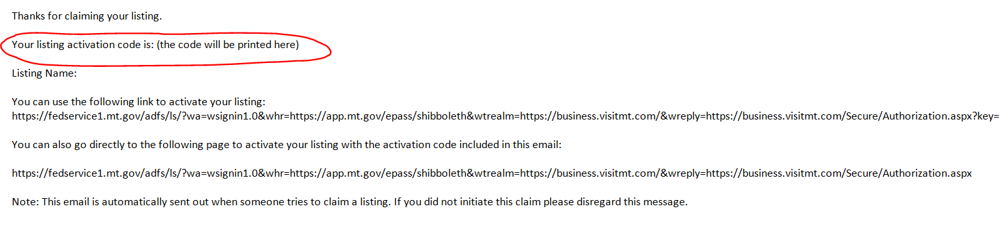 Thanks for claiming your listing.
Your listing activation code is: (the code will be printed here)
Listing Name:
You can use the following link to activate your listing:
https://fedservice1.mt.gov/adfs/ls/?wa=wsignin1.0&whr=https://app.mt.gov/epass/shibboleth&wtrealm=https://business.visitmt.com/&wreply=https://business.visitmt.com/Secure/Authorization.aspx?key=
You can also go directly to the following page to activate your listing with the activation code included in this email:
https://fedservice1.mt.gov/adfs/ls/?wa=wsignin1.0&whr=https://app.mt.gov/epass/shibboleth&wtrealm=https://business.visitmt.com/&wreply=https://business.visitmt.com/Secure/Authorization.aspx
Note: This email is automatically sent out when someone tries to claim a listing. If you did not initiate this claim please disregard this message.